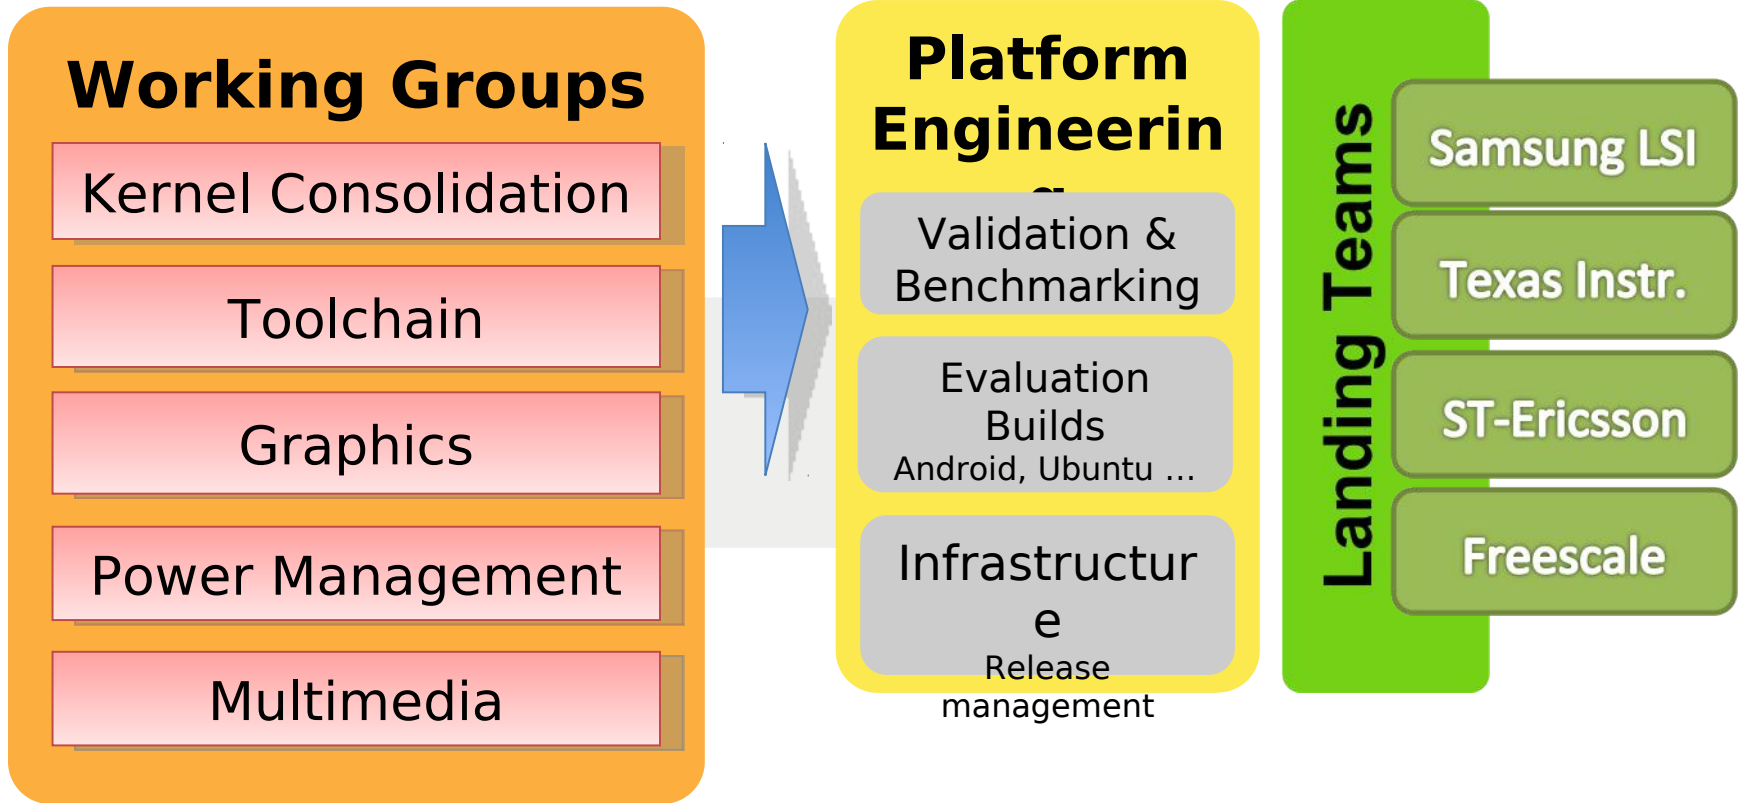 Working Groups
Kernel Consolidation
Toolchain
Graphics
Power Management
Multimedia
Platform
Engineerin
g
Validation &
Benchmarking
Evaluation
Builds
Android, Ubuntu ...
Infrastructur
e
Release
management
Landing Teams
Samsung LSI
Texas Instr.
ST-Ericsson
Freescale